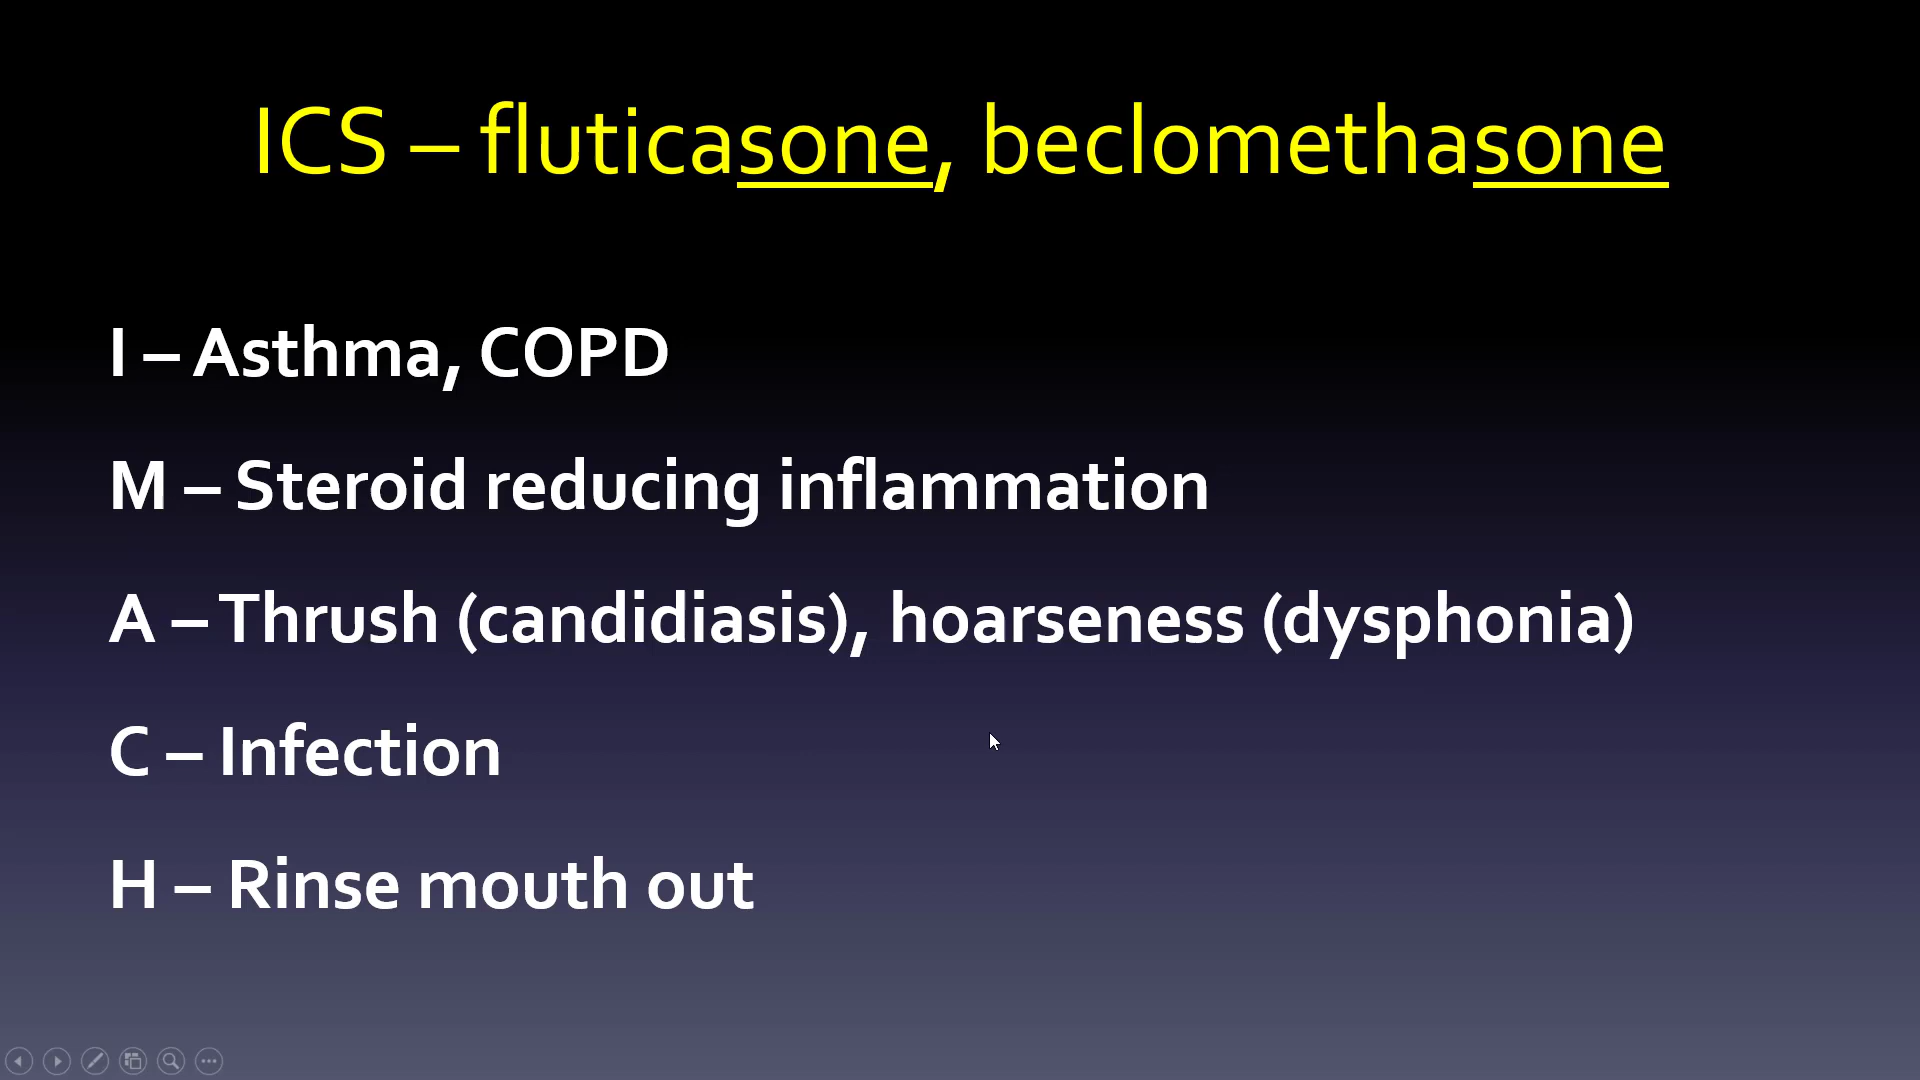 ICS – fluticasone, beclomethasone
I – Asthma, COPD
M – Steroid reducing inflammation
A – Thrush (candidiasis), hoarseness (dysphonia)
C – Infection
H – Rinse mouth out